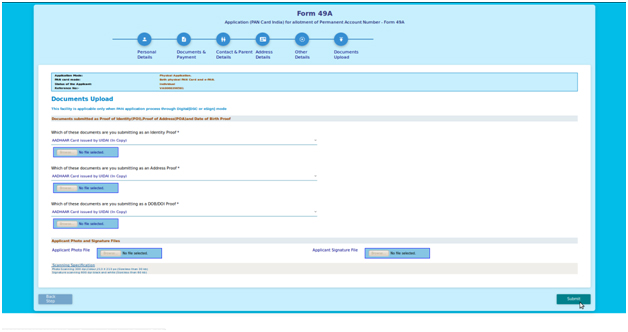 Form 49A
Application (PAN Card India) for allotment of Permanent Account Number - Form 49A
Personal Details
Documents & Payment
Contact & Parent Details
Address Details
Other Details
Documents Upload
Application Mode: Physical Application
PAN card mode: Both physical PAN Card and e-PAN
Status of the Applicant: Individual
Reference No:
Documents Upload
This facility is applicable only when PAN application process through Digital(DSC or eSign) mode.
Documents submitted as Proof of Identity(POI),Proof of Address(POA)and Date of Birth Proof
Which of these documents are you submitting as an Identity Proof *
AADHAAR Card issued by UIDAI (In Copy)
Browse... No file selected.
Which of these documents are you submitting as an Address Proof *
AADHAAR Card issued by UIDAI (In Copy)
Browse... No file selected.
Which of these documents are you submitting as a DOB/DOI Proof *
AADHAAR Card issued by UIDAI (In Copy)
Browse... No file selected.
Applicant Photo and Signature Files
Applicant Photo File Browse... No file selected. Applicant Signature File Browse... No file selected.
Scanning Specification
Back Step
Submit